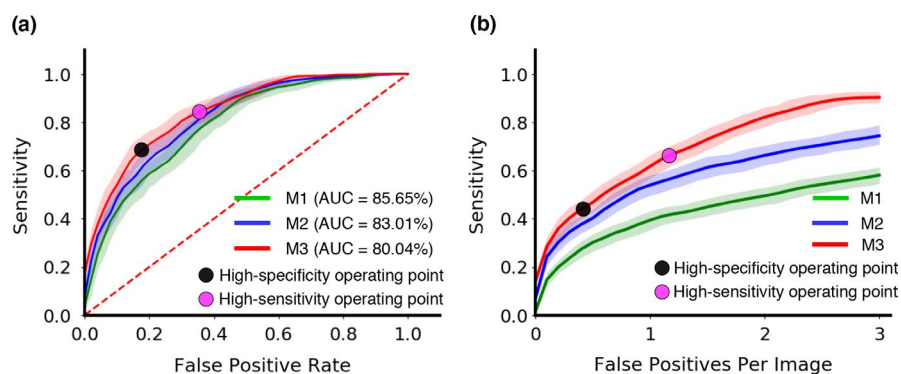 (a)
1.0
0.8
0.6
0.4
0.2
0.0
Sensitivity
0.0 0.2 0.4 0.6 0.8 1.0
False Positive Rate
M1 (AUC = 85.65%)
M2 (AUC = 83.01%)
M3 (AUC = 80.04%)
High-specificity operating point
High-sensitivity operating point
(b)
1.0
0.8
0.6
0.4
0.2
0.0
Sensitivity
0 1 2 3
False Positives Per Image
M1
M2
M3
High-specificity operating point
High-sensitivity operating point